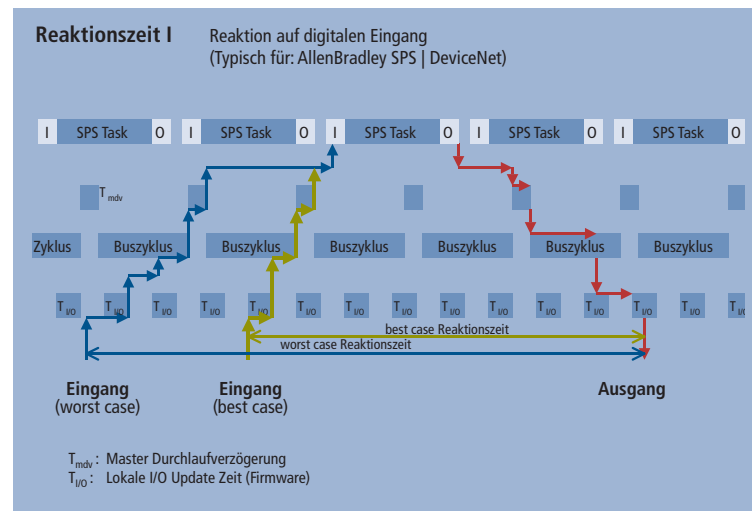 Reaktionszeit I
Reaktion auf digitalen Eingang
(Typisch für: AllenBradley SPS | DeviceNet)
I SPS Task O I SPS Task O I SPS Task O I SPS Task O I SPS Task O
Tmdv
Zyklus Buszyklus Buszyklus Buszyklus Buszyklus Buszyklus Buszyklus
TI/O TI/O TI/O TI/O TI/O TI/O TI/O TI/O TI/O TI/O TI/O TI/O TI/O TI/O TI/O
best case Reaktionszeit
worst case Reaktionszeit
Eingang
(worst case)
Eingang
(best case)
Ausgang
Tmdv : Master Durchlaufverzögerung
TI/O : Lokale I/O Update Zeit (Firmware)